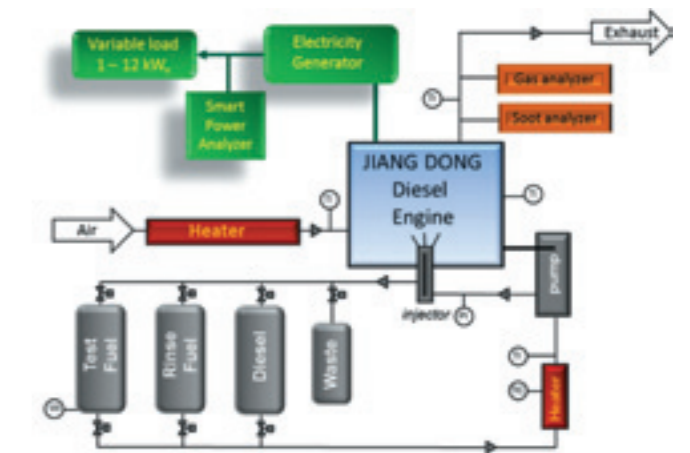 Variable load
1 – 12 kWₑ
Electricity
Generator
Smart
Power
Analyzer
Exhaust
Gas analyzer
Soot analyzer
JIANG DONG
Diesel
Engine
Air
Heater
injector
pump
Test
Fuel
Rinse
Fuel
Diesel
Waste
Heater